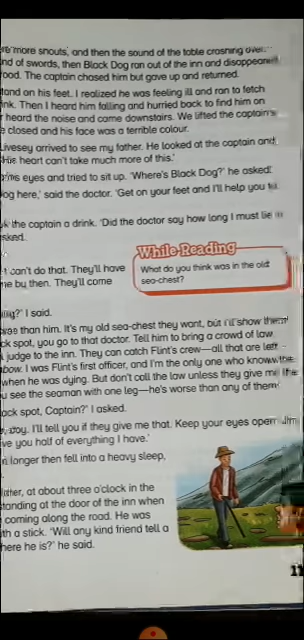 more shouts, and then the sound of the table crashing over.
nd of swords, then Black Dog ran out of the inn and disappeared
ood. The captain chased him but gave up and returned.
tand on his feet. I realized he was feeling ill and ran to fetch
ink. Then I heard him falling and hurried back to find him on
r heard the noise and came downstairs. We lifted the captain's
e closed and his face was a terrible colour.
Livesey arrived to see my father. He looked at the captain and
His heart can't take much more of this.'
his eyes and tried to sit up. 'Where's Black Dog?' he asked.
og here,' said the doctor. 'Get on your feet and I'll help you
the captain a drink. 'Did the doctor say how long I must lie in
sked.
While Reading
What do you think was in the old
sea-chest?
can't do that. They'll have
me by then. They'll come
I said.
was than him. It's my old sea-chest they want, but I'll show them
ck spot, you go to that doctor. Tell him to bring a crowd of law
judge to the inn. They can catch Flint's crew—all that are left
bow. I was Flint's first officer, and I'm the only one who knows the
when he was dying. But don't call the law unless they give me the
u see the seaman with one leg—he's worse than any of them.'
ack spot, Captain?' I asked.
boy. I'll tell you if they give me that. Keep your eyes open Jim
ve you half of everything I have.'
longer then fell into a heavy sleep.
later, at about three o'clock in the
standing at the door of the inn when
coming along the road. He was
ith a stick. 'Will any kind friend tell a
here he is?' he said.
11